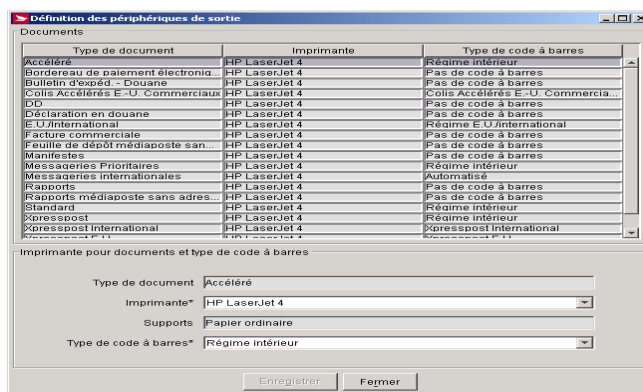 Définition des périphériques de sortie
Documents
Type de document Imprimante Type de code à barres
Accéléré HP LaserJet 4 Régime intérieur
Bordereau de paiement électroniq... HP LaserJet 4 Pas de code à barres
Bulletin d'expéd. - Douane HP LaserJet 4 Pas de code à barres
Colis Accélérés E.-U. Commerciaux HP LaserJet 4 Colis Accélérés E.-U. Commercia...
DD HP LaserJet 4 Pas de code à barres
Déclaration en douane HP LaserJet 4 Pas de code à barres
E.U./international HP LaserJet 4 Régime E.U./international
Facture commerciale HP LaserJet 4 Pas de code à barres
Feuille de dépôt médiaposte san... HP LaserJet 4 Pas de code à barres
Manifestes HP LaserJet 4 Pas de code à barres
Messageries Prioritaires HP LaserJet 4 Régime intérieur
Messageries internationales HP LaserJet 4 Automatisé
Rapports HP LaserJet 4 Pas de code à barres
Rapports médiaposte sans adres... HP LaserJet 4 Pas de code à barres
Standard HP LaserJet 4 Régime intérieur
Xpresspost HP LaserJet 4 Régime intérieur
Xpresspost International HP LaserJet 4 Xpresspost International
Xpresspost E.U. HP LaserJet 4 Xpresspost E.U.
Imprimante pour documents et type de code à barres
Type de document Accéléré
Imprimante* HP LaserJet 4
Supports Papier ordinaire
Type de code à barres* Régime intérieur
Enregistrer Fermer